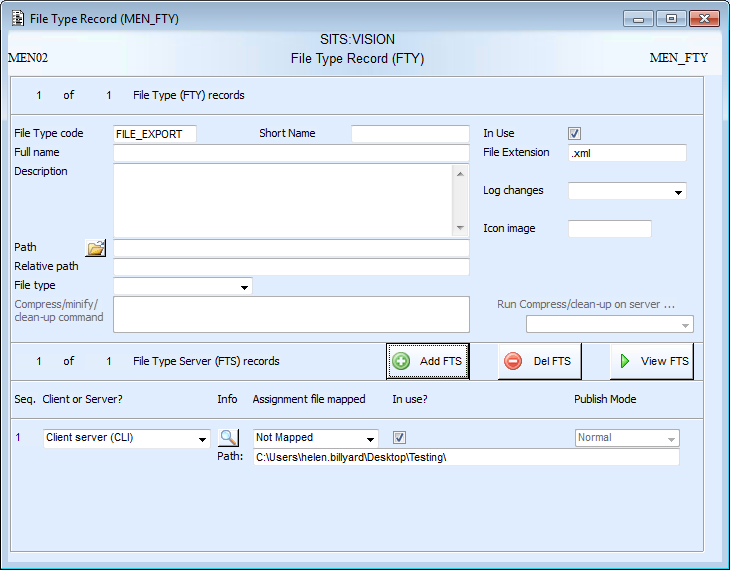 File Type Record (MEN_FTY)
SITS:VISION
MEN02 File Type Record (FTY) MEN_FTY
1 of 1 File Type (FTY) records
File Type code FILE_EXPORT Short Name In Use
Full name File Extension .xml
Description
Log changes
Icon image
Path
Relative path
File type
Compress/minify/ Run Compress/clean-up on server ...
clean-up command
1 of 1 File Type Server (FTS) records Add FTS Del FTS View FTS
Seq. Client or Server? Info Assignment file mapped In use? Publish Mode
1 Client server (CLI) Not Mapped Normal
Path: C:\Users\helen.billyard\Desktop\Testing\